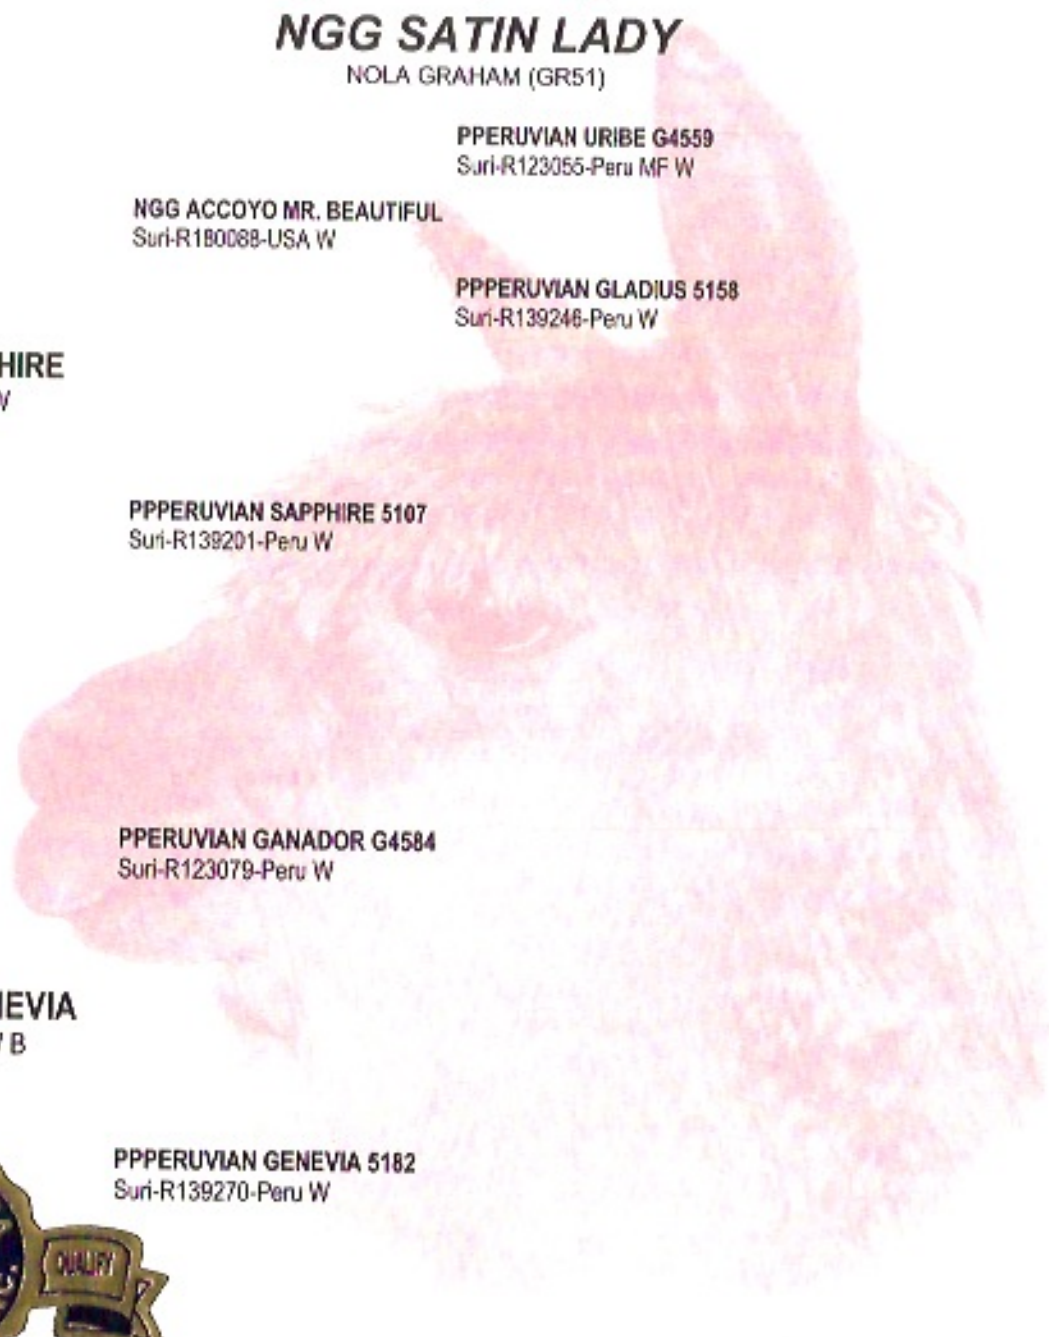 NGG SATIN LADY
NOLA GRAHAM (GR51)
PPERUVIAN URIBE G4559
Suri-R123055-Peru MF W
NGG ACCOYO MR. BEAUTIFUL
Suri-R180088-USA W
PPPERUVIAN GLADIUS 5158
Suri-R139246-Peru W
HIRE
W
PPPERUVIAN SAPPHIRE 5107
Suri-R139201-Peru W
PPERUVIAN GANADOR G4584
Suri-R123079-Peru W
NEVIA
B
PPPERUVIAN GENEVIA 5182
Suri-R139270-Peru W
QUALIFY